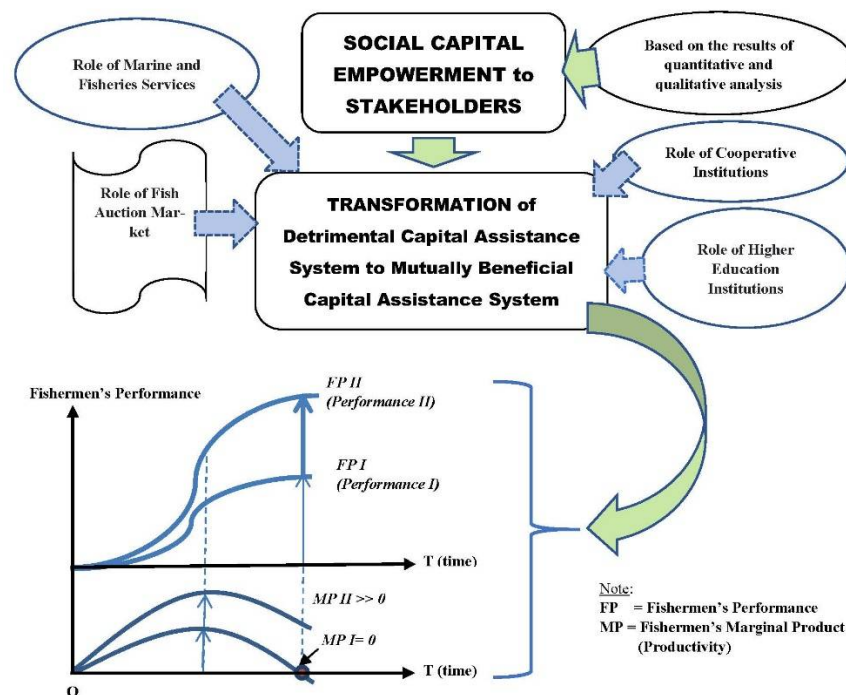 Role of Marine and
Fisheries Services
SOCIAL CAPITAL
EMPOWERMENT to
STAKEHOLDERS
Based on the results of
quantitative and
qualitative analysis
Role of Fish
Auction Mar-
ket
TRANSFORMATION of
Detrimental Capital Assistance
System to Mutually Beneficial
Capital Assistance System
Role of Cooperative
Institutions
Role of Higher
Education
Institutions
Fishermen's Performance
FP II
(Performance II)
FP I
(Performance I)
T (time)
MP II >> 0
MP I= 0
T (time)
O
Note:
FP = Fishermen's Performance
MP = Fishermen's Marginal Product
(Productivity)